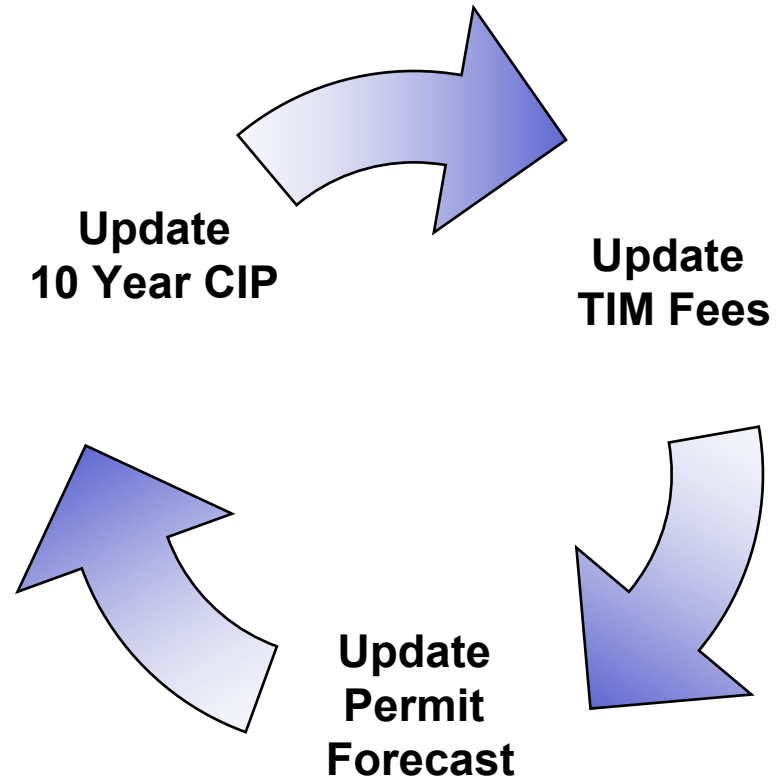 Update
10 Year CIP
Update
TIM Fees
Update
Permit
Forecast